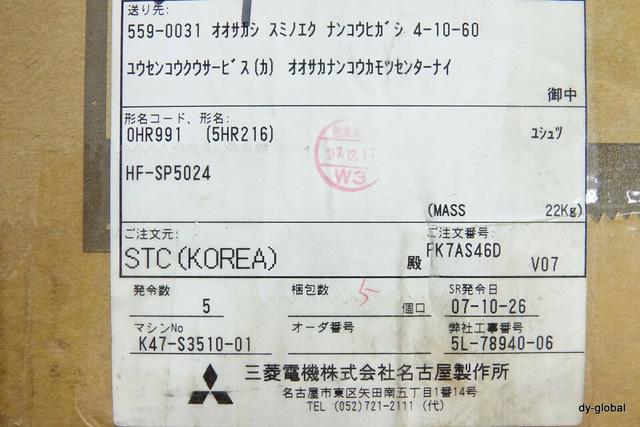 送り先:
559-0031 ｵｵｻｶｼ ｽﾐﾉｴｸ ﾅﾝｺｳﾋｶﾞｼ 4-10-60
ﾕｳｾﾝｺｳｸｳｻｰﾋﾞｽ(ｶ) ｵｵｻｶﾅﾝｺｳｶﾓﾂｾﾝﾀｰﾅｲ
御中
形名コード、形名:
0HR991 (5HR216)
ﾕｼｭﾂ
07.12.17
W3
HF-SP5024
(MASS 22Kg)
ご注文元:
ご注文番号:
STC(KOREA) 殿 FK7AS46D V07
発令数 梱包数 SR発令日
5 5 個口 07-10-26
マシンNo オーダ番号 弊社工事番号
K47-S3510-01 5L-78940-06
三菱電機株式会社名古屋製作所
名古屋市東区矢田南五丁目1番14号
TEL (052)721-2111 (代)
dy-global